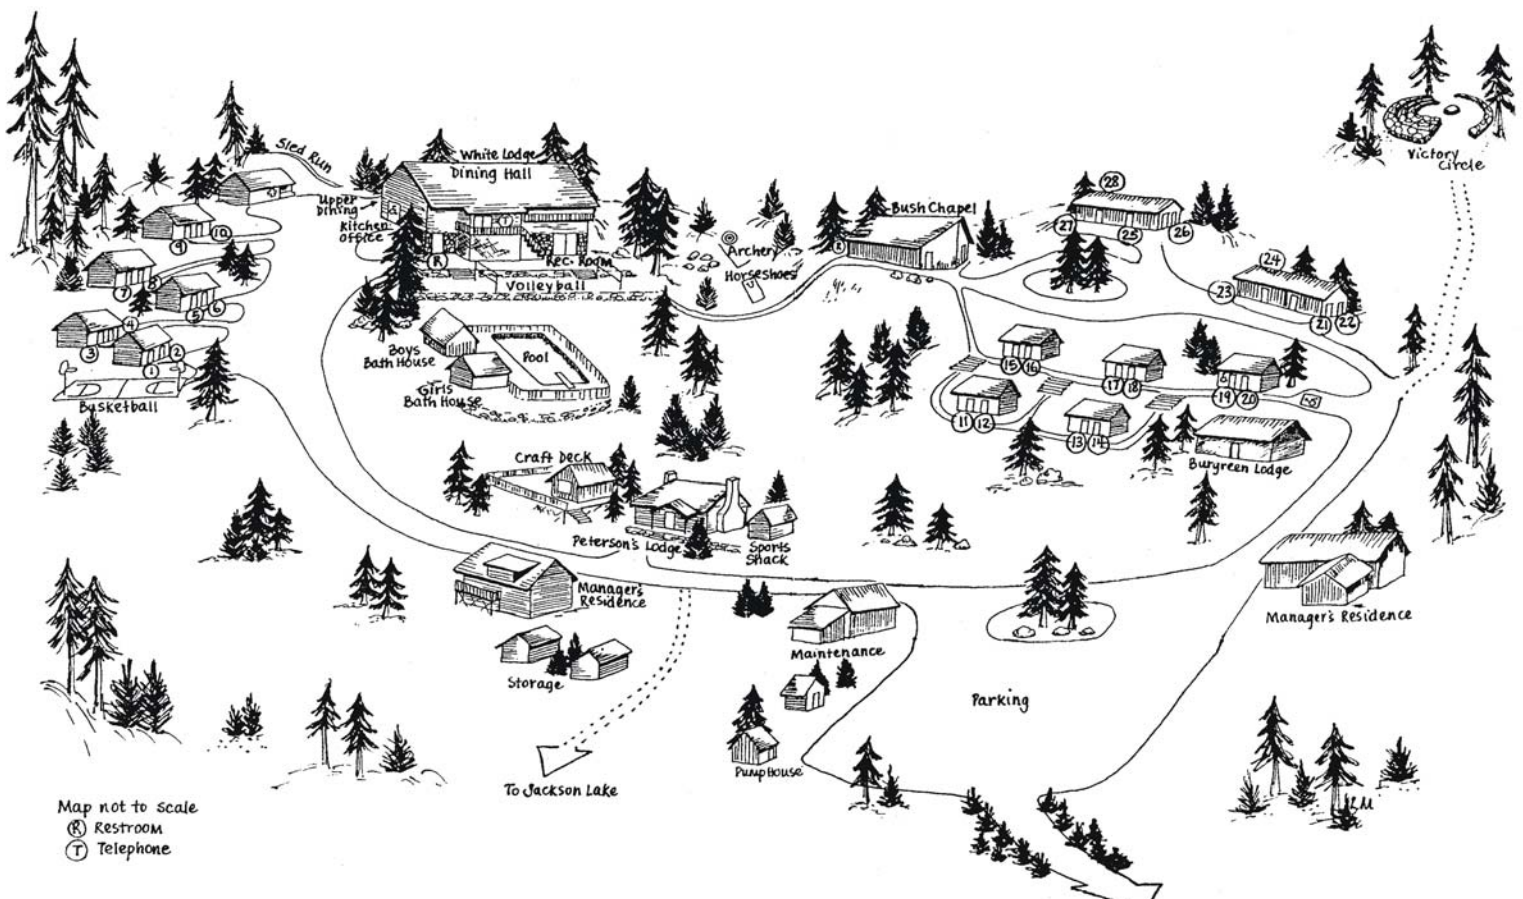 Sled Run
White Lodge
Dining Hall
Upper
Dining
Kitchen
Office
T
R
Rec. Room
Volleyball
Archery
Horseshoes
R
Bush Chapel
28
27
25
26
24
23
21
22
Victory
Circle
10
9
8
7
6
5
4
3
2
1
Basketball
Boys
Bath House
Girls
Bath House
Pool
15
16
17
18
19
20
11
12
13
14
Burgreen Lodge
Craft Deck
Peterson's Lodge
Sports
Shack
Manager's
Residence
Storage
Maintenance
Pump House
Parking
Manager's Residence
To Jackson Lake
Map not to scale
R Restroom
T Telephone